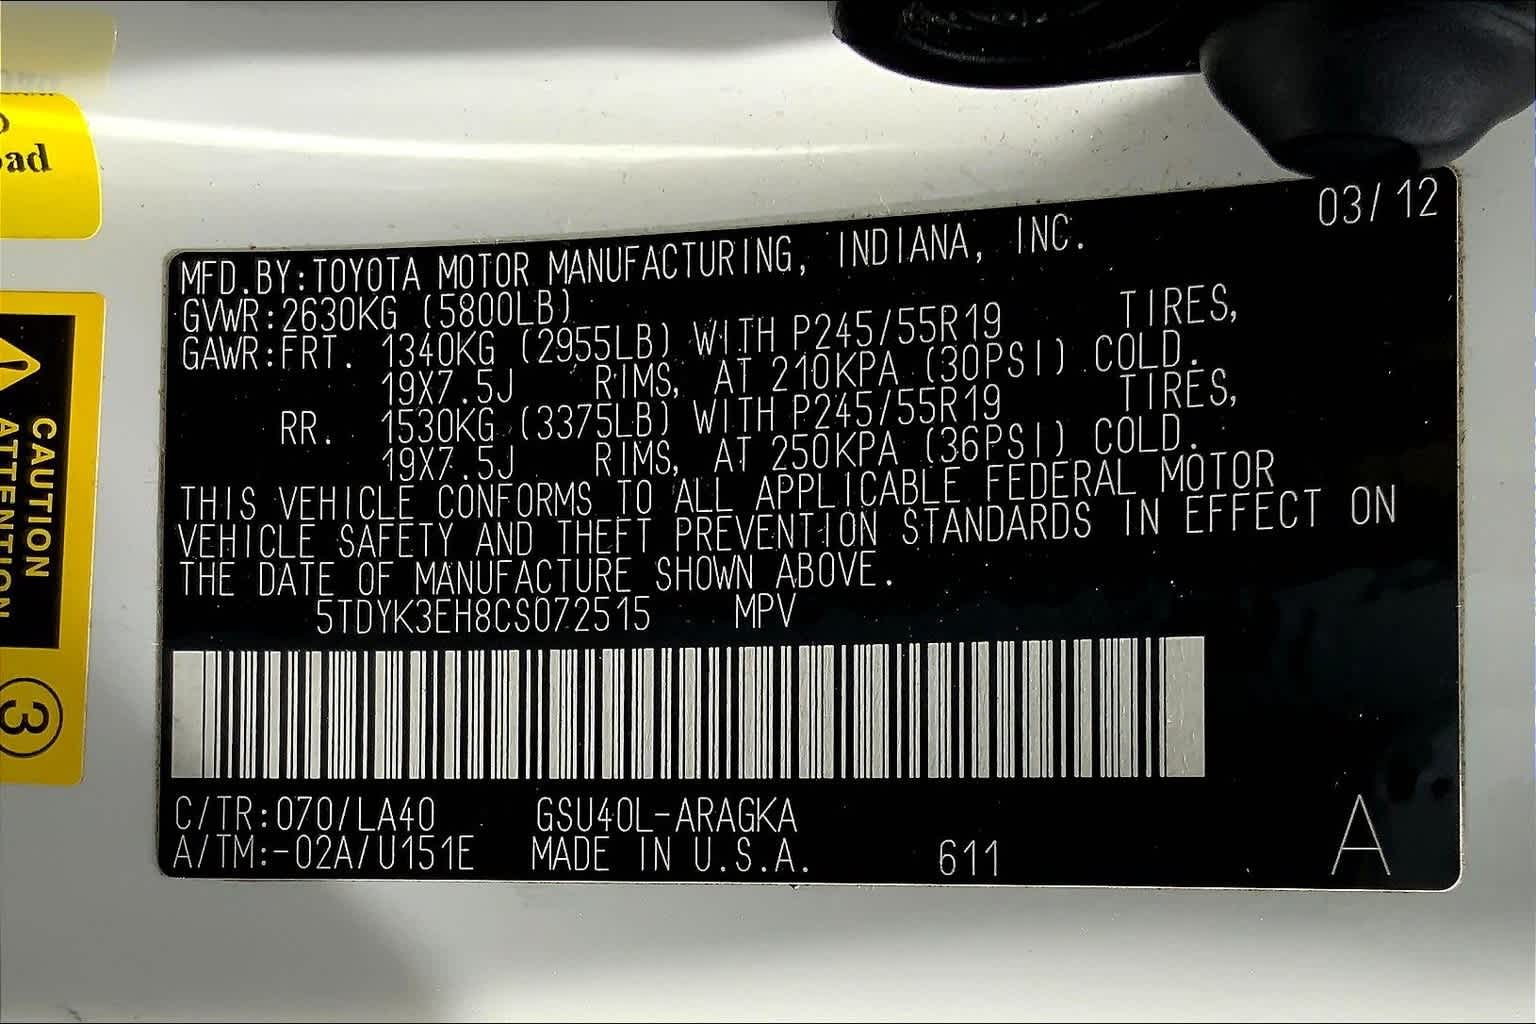 03/12
MFD.BY:TOYOTA MOTOR MANUFACTURING, INDIANA, INC.
GVWR:2630KG (5800LB)
GAWR:FRT. 1340KG (2955LB) WITH P245/55R19 TIRES,
19X7.5J RIMS, AT 210KPA (30PSI) COLD.
RR. 1530KG (3375LB) WITH P245/55R19 TIRES,
19X7.5J RIMS, AT 250KPA (36PSI) COLD.
THIS VEHICLE CONFORMS TO ALL APPLICABLE FEDERAL MOTOR
VEHICLE SAFETY AND THEFT PREVENTION STANDARDS IN EFFECT ON
THE DATE OF MANUFACTURE SHOWN ABOVE.
5TDYK3EH8CS072515 MPV
C/TR:070/LA40 GSU40L-ARAGKA
A/TM:-02A/U151E MADE IN U.S.A. 611 A
CAUTION
ATTENTION
3